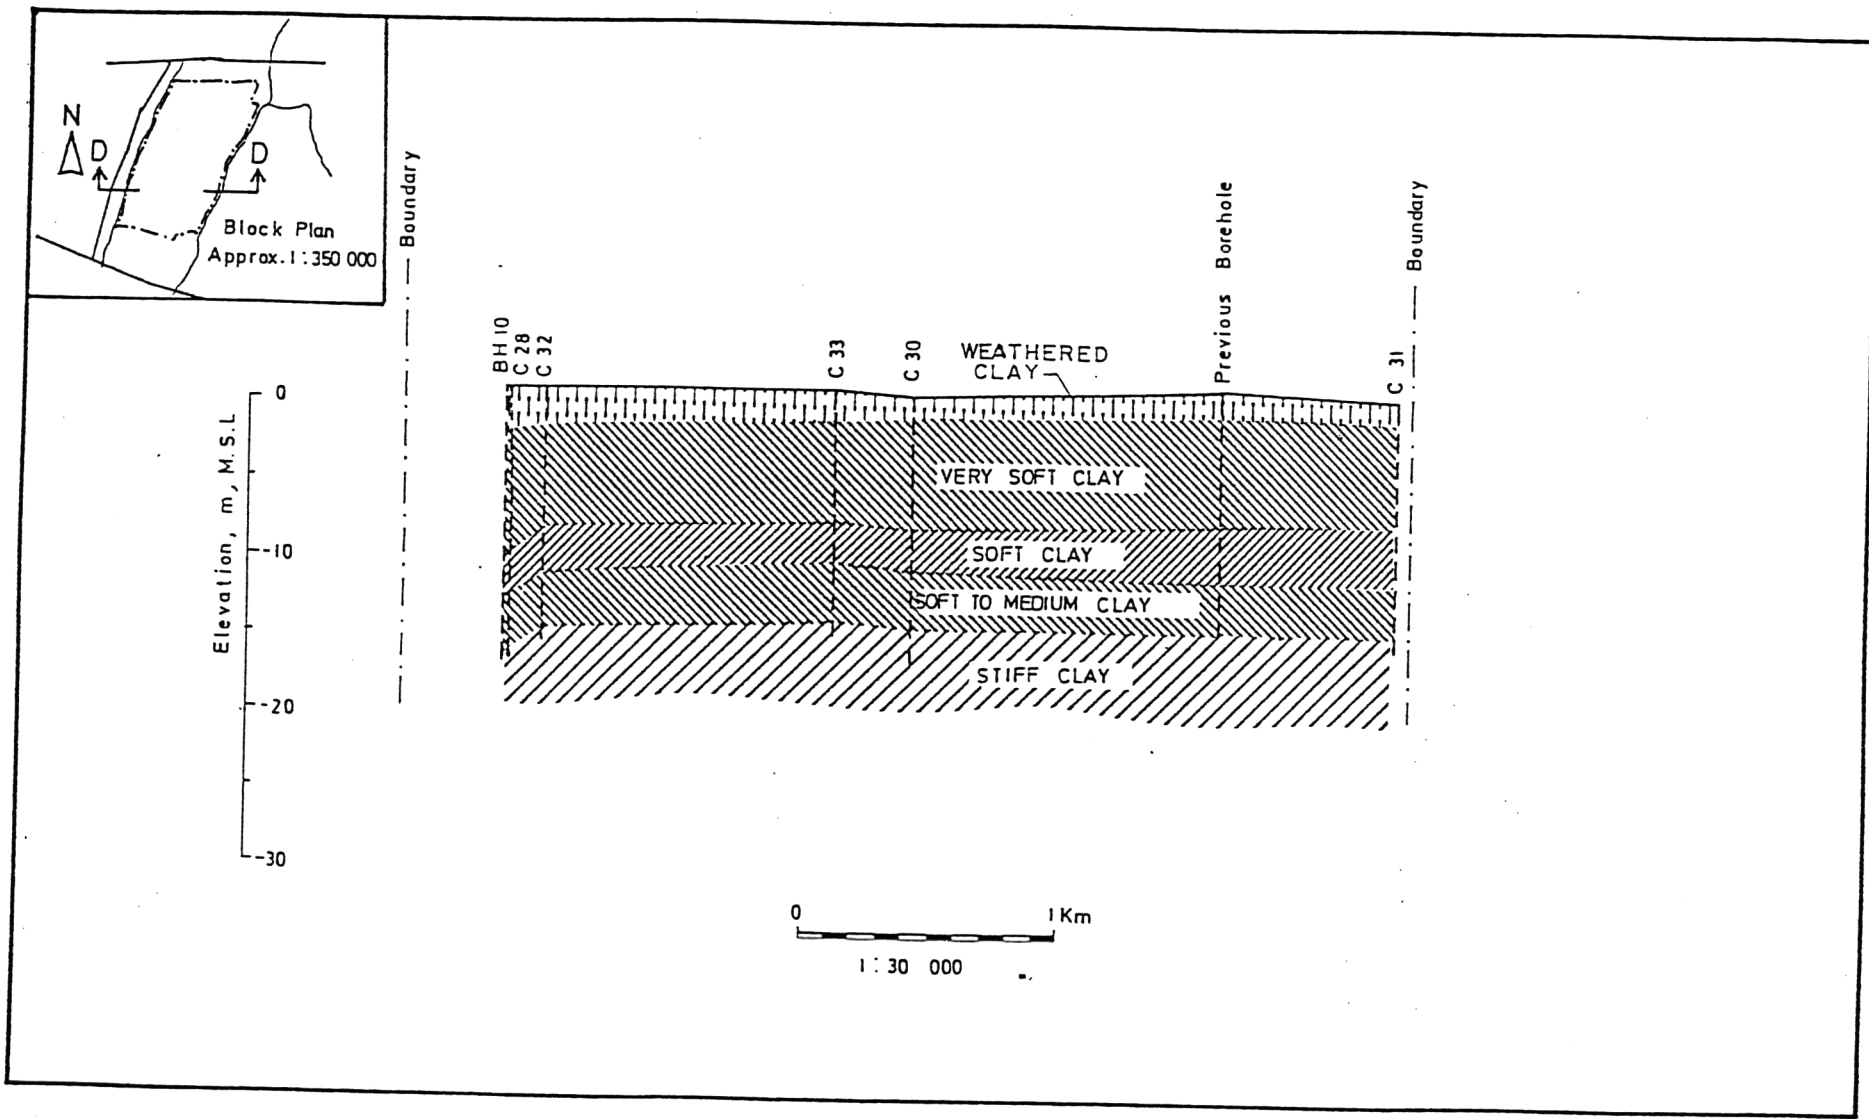 N
D
D
Block Plan
Approx. 1:350 000
Boundary
Previous Borehole
Boundary
BH 10
C 28
C 32
C 33
C 30
WEATHERED
CLAY
C 31
Elevation, m, M.S.L
0
-10
-20
-30
VERY SOFT CLAY
SOFT CLAY
SOFT TO MEDIUM CLAY
STIFF CLAY
0
1 Km
1:30 000